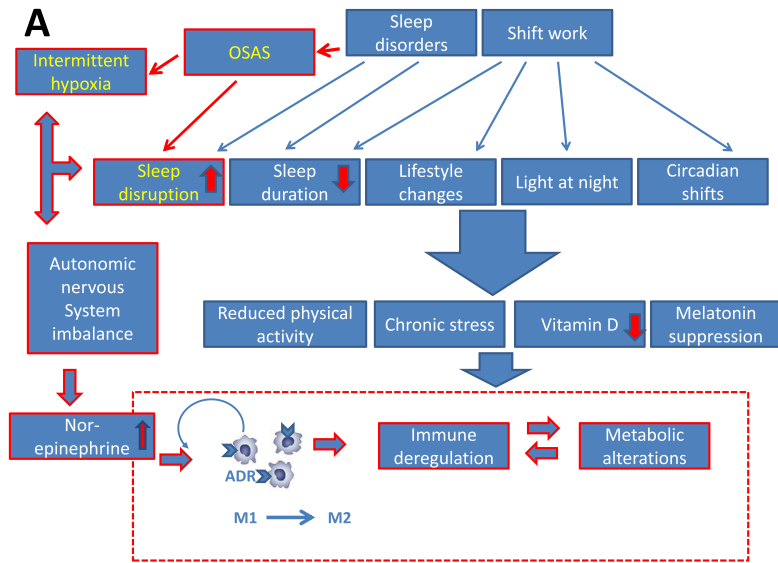 A
Sleep
disorders
Shift work
OSAS
Intermittent
hypoxia
Sleep
disruption
Sleep
duration
Lifestyle
changes
Light at night
Circadian
shifts
Autonomic
nervous
System
imbalance
Reduced physical
activity
Chronic stress
Vitamin D
Melatonin
suppression
Nor-
epinephrine
ADR
M1
M2
Immune
deregulation
Metabolic
alterations